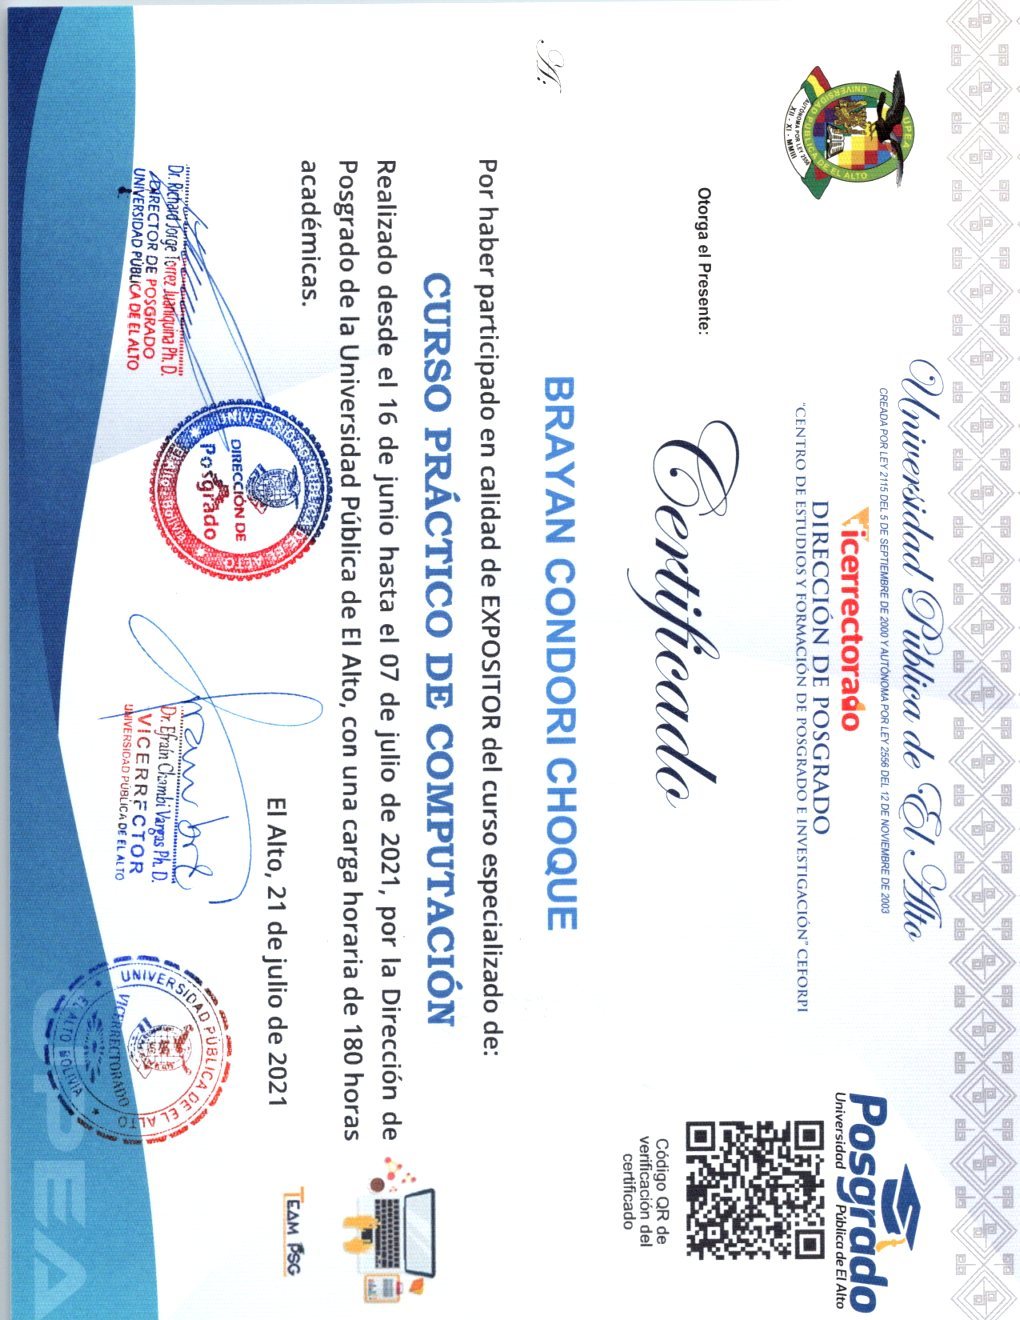 Universidad Pública de El Alto
CREADA POR LEY 2115 DEL 5 DE SEPTIEMBRE DE 2000 Y AUTÓNOMA POR LEY 2556 DEL 12 DE NOVIEMBRE DE 2003
Vicerrectorado
DIRECCIÓN DE POSGRADO
"CENTRO DE ESTUDIOS Y FORMACIÓN DE POSGRADO E INVESTIGACIÓN" CEFORPI
UPEA
UNIVERSIDAD PÚBLICA DE EL ALTO
AUTÓNOMA POR LEY 2556
XII - XI - MMIII
Posgrado
Universidad Pública de El Alto
Otorga el Presente:
Certificado
Código QR de
verificación del
certificado
A:
BRAYAN CONDORI CHOQUE
Por haber participado en calidad de EXPOSITOR del curso especializado de:
CURSO PRÁCTICO DE COMPUTACIÓN
Realizado desde el 16 de junio hasta el 07 de julio de 2021, por la Dirección de
Posgrado de la Universidad Pública de El Alto, con una carga horaria de 180 horas
académicas.
El Alto, 21 de julio de 2021
TEAM PSG
Dr. Richard Jorge Torrez Juaniquina Ph. D.
DIRECTOR DE POSGRADO
UNIVERSIDAD PÚBLICA DE EL ALTO
DIRECCIÓN DE
Posgrado
Dr. Efraín Chambi Vargas Ph. D.
VICERRECTOR
UNIVERSIDAD PÚBLICA DE EL ALTO
UNIVERSIDAD PÚBLICA DE EL ALTO
VICERRECTORADO
EL ALTO BOLIVIA
UPEA